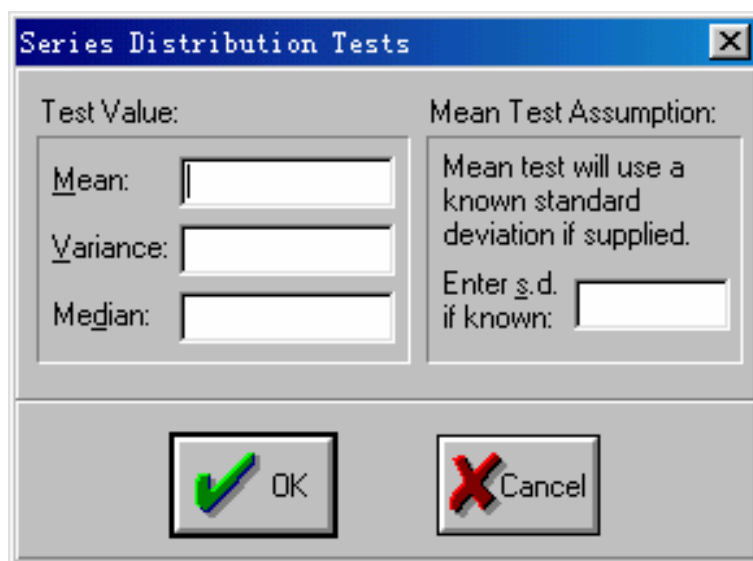 Series Distribution Tests
Test Value:
Mean:
Variance:
Median:
Mean Test Assumption:
Mean test will use a
known standard
deviation if supplied.
Enter s.d.
if known:
OK
Cancel